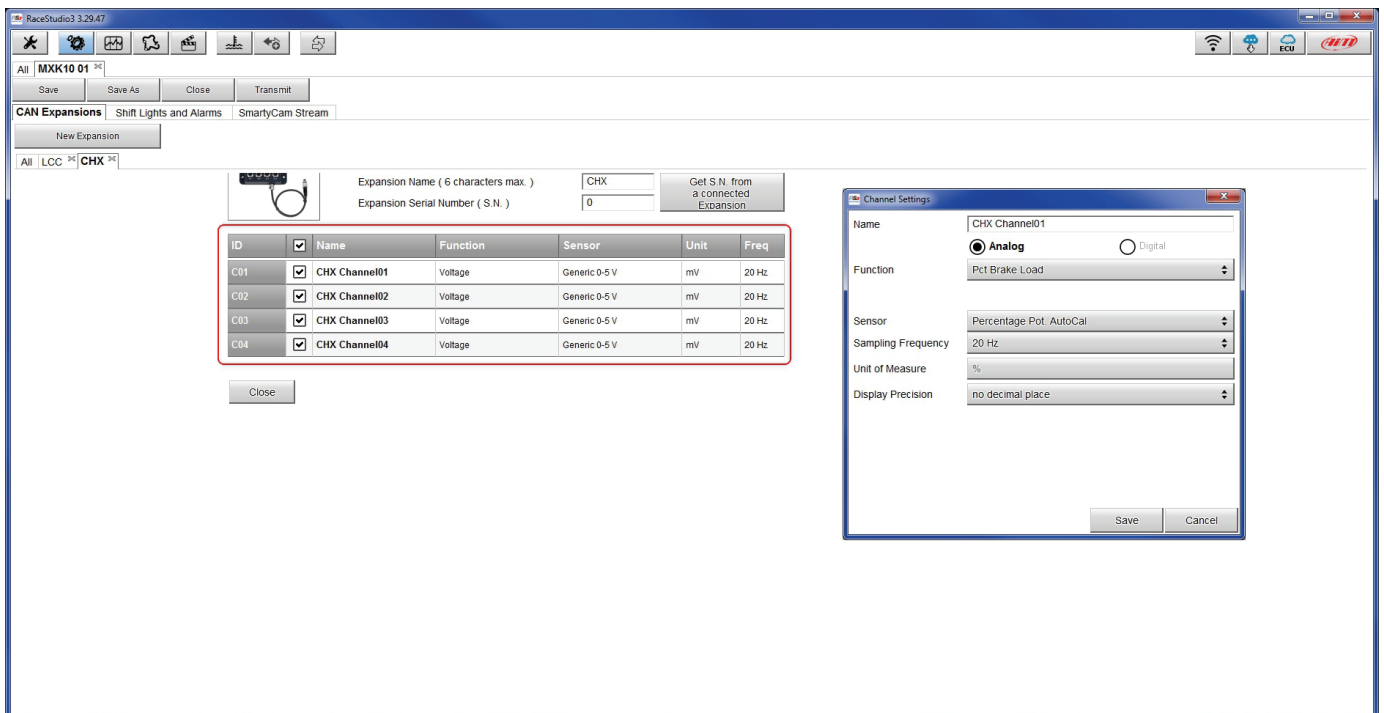 RaceStudio3 3.29.47
ECU AiM
All MXK10 01
Save Save As Close Transmit
CAN Expansions Shift Lights and Alarms SmartyCam Stream
New Expansion
All LCC CHX
Expansion Name ( 6 characters max. ) CHX
Expansion Serial Number ( S.N. ) 0
Get S.N. from
a connected
Expansion
ID Name Function Sensor Unit Freq
C01 CHX Channel01 Voltage Generic 0-5 V mV 20 Hz
C02 CHX Channel02 Voltage Generic 0-5 V mV 20 Hz
C03 CHX Channel03 Voltage Generic 0-5 V mV 20 Hz
C04 CHX Channel04 Voltage Generic 0-5 V mV 20 Hz
Close
Channel Settings
Name CHX Channel01
Analog Digital
Function Pct Brake Load
Sensor Percentage Pot. AutoCal
Sampling Frequency 20 Hz
Unit of Measure %
Display Precision no decimal place
Save Cancel